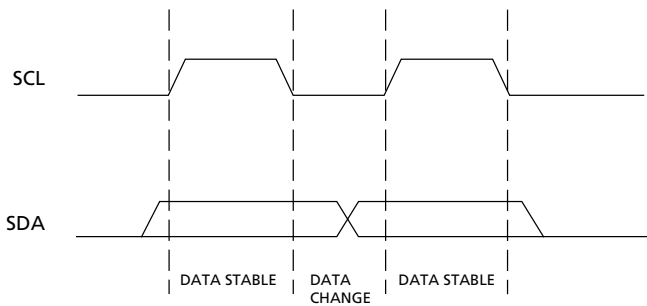 SCL
SDA
DATA STABLE
DATA
CHANGE
DATA STABLE